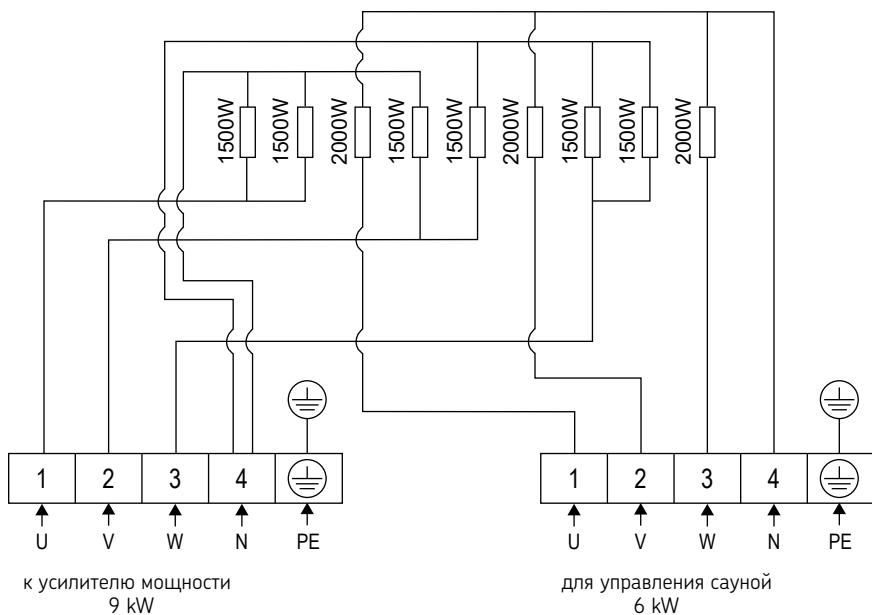 1500W 1500W 2000W 1500W 1500W 2000W 1500W 1500W 2000W
1 2 3 4
U V W N PE
к усилителю мощности
9 kW
1 2 3 4
U V W N PE
для управления сауной
6 kW